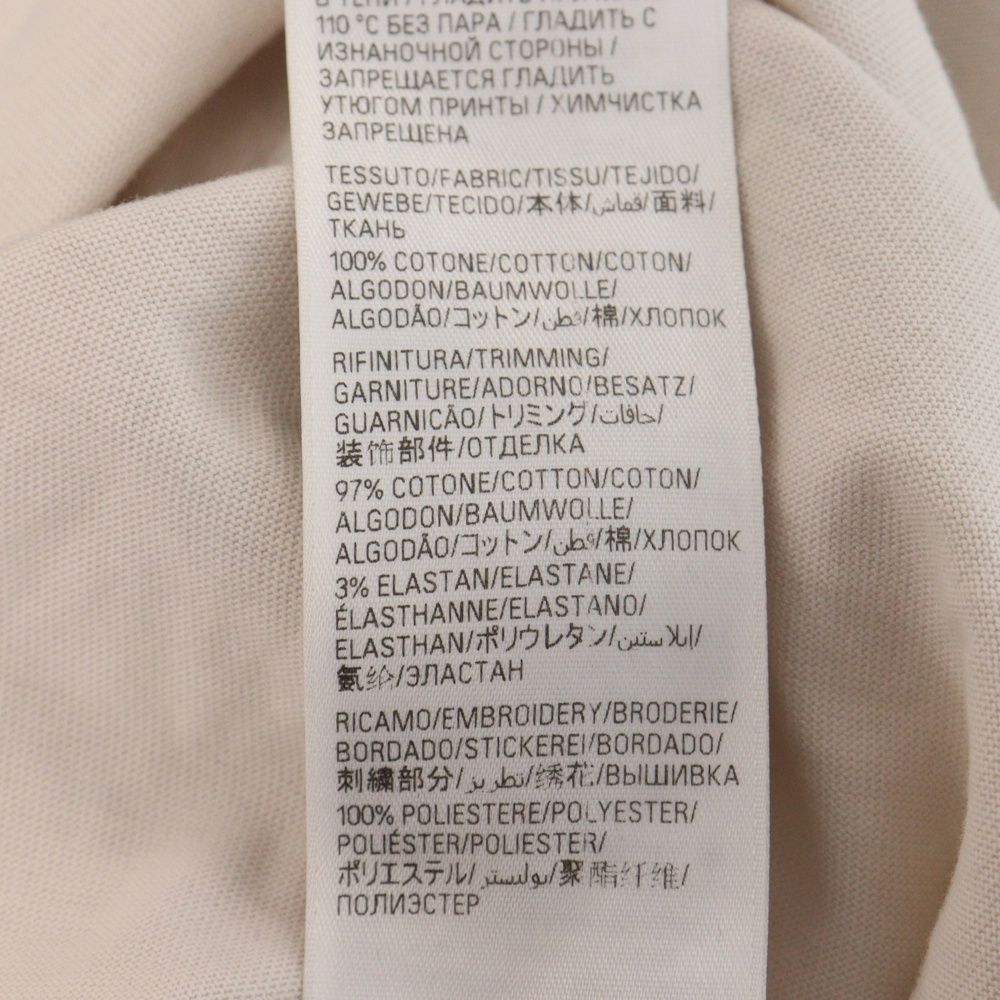 110 °C БЕЗ ПАРА / ГЛАДИТЬ С
ИЗНАНОЧНОЙ СТОРОНЫ /
ЗАПРЕЩАЕТСЯ ГЛАДИТЬ
УТЮГОМ ПРИНТЫ / ХИМЧИСТКА
ЗАПРЕЩЕНА
TESSUTO/FABRIC/TISSU/TEJIDO/
GEWEBE/TECIDO/本体/قماش/面料/
ТКАНЬ
100% COTONE/COTTON/COTON/
ALGODON/BAUMWOLLE/
ALGODÃO/コットン/قطن/棉/ХЛОПОК
RIFINITURA/TRIMMING/
GARNITURE/ADORNO/BESATZ/
GUARNICÃO/トリミング/حافات/
装饰部件/ОТДЕЛКА
97% COTONE/COTTON/COTON/
ALGODON/BAUMWOLLE/
ALGODÃO/コットン/قطن/棉/ХЛОПОК
3% ELASTAN/ELASTANE/
ÉLASTHANNE/ELASTANO/
ELASTHAN/ポリウレタン/إيلاستين/
氨纶/ЭЛАСТАН
RICAMO/EMBROIDERY/BRODERIE/
BORDADO/STICKEREI/BORDADO/
刺繍部分/تطريز/绣花/ВЫШИВКА
100% POLIESTERE/POLYESTER/
POLIÉSTER/POLIESTER/
ポリエステル/بوليستر/聚酯纤维/
ПОЛИЭСТЕР